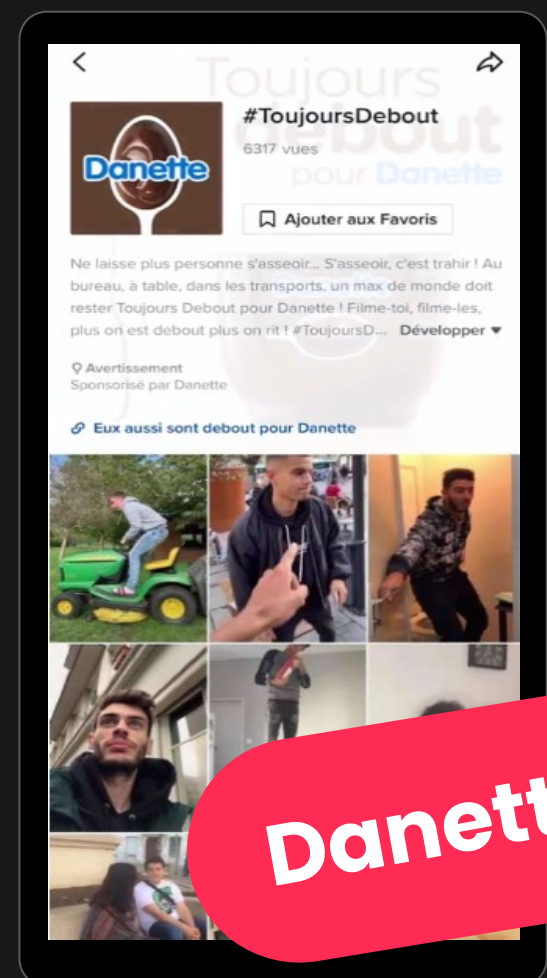 Toujours
debout
pour Danette
#ToujoursDebout
6317 vues
Danette
Ajouter aux Favoris
Ne laisse plus personne s'asseoir... S'asseoir, c'est trahir ! Au
bureau, à table, dans les transports, un max de monde doit
rester Toujours Debout pour Danette ! Filme-toi, filme-les,
plus on est debout plus on rit ! #ToujoursD... Développer
Avertissement
Sponsorisé par Danette
Eux aussi sont debout pour Danette
Danett